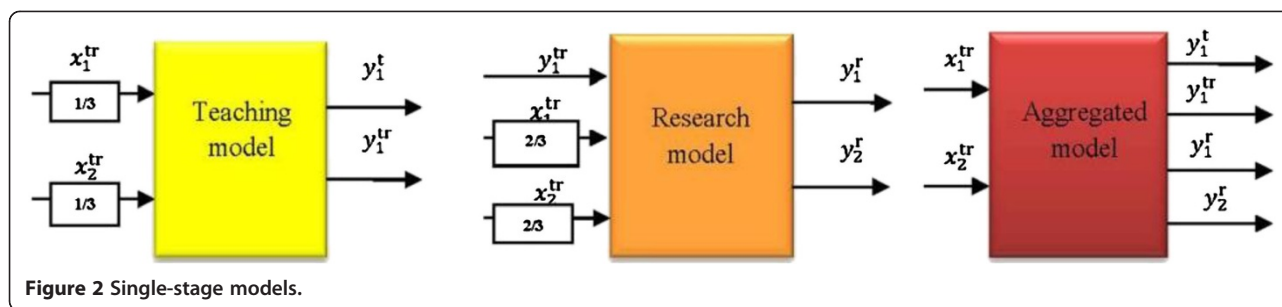 x₁ᵗʳ
1/3
x₂ᵗʳ
1/3
Teaching
model
y₁ᵗ
y₁ᵗʳ
y₁ᵗʳ
x₁ᵗʳ
2/3
x₂ᵗʳ
2/3
Research
model
y₁ʳ
y₂ʳ
x₁ᵗʳ
x₂ᵗʳ
Aggregated
model
y₁ᵗ
y₁ᵗʳ
y₁ʳ
y₂ʳ
Figure 2 Single-stage models.